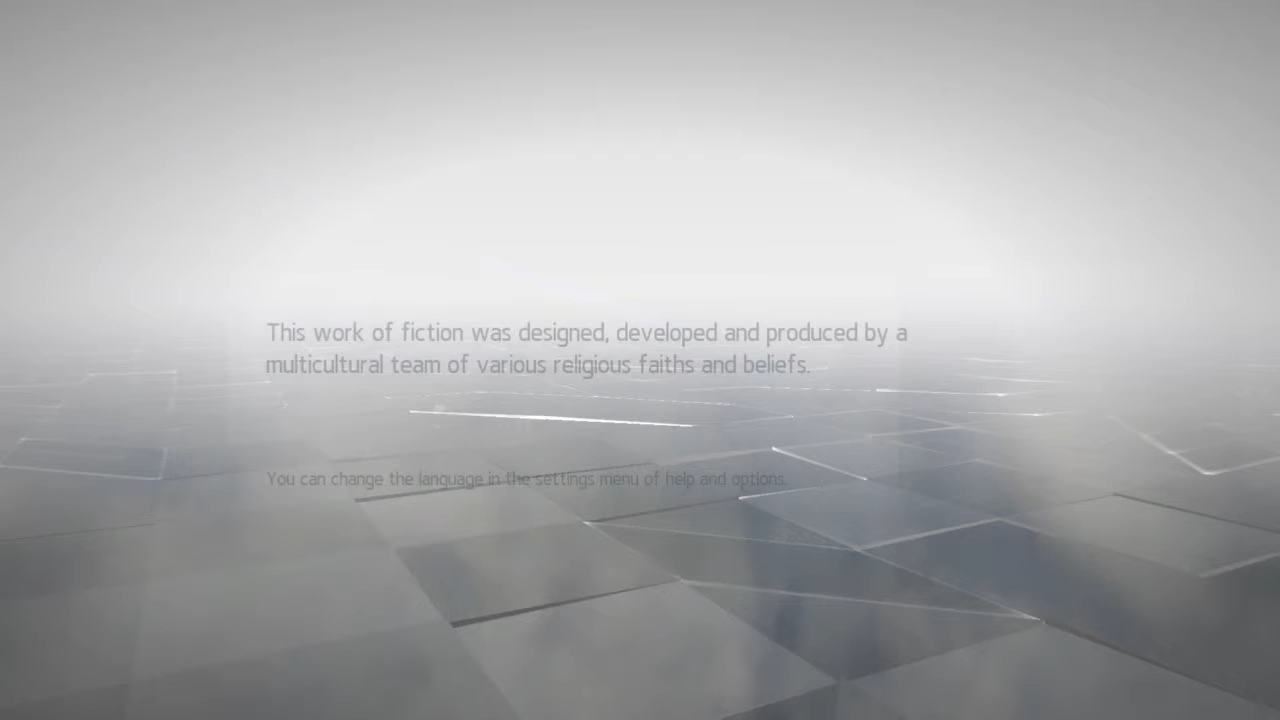 This work of fiction was designed, developed and produced by a
multicultural team of various religious faiths and beliefs.
You can change the language in the settings menu of help and options.